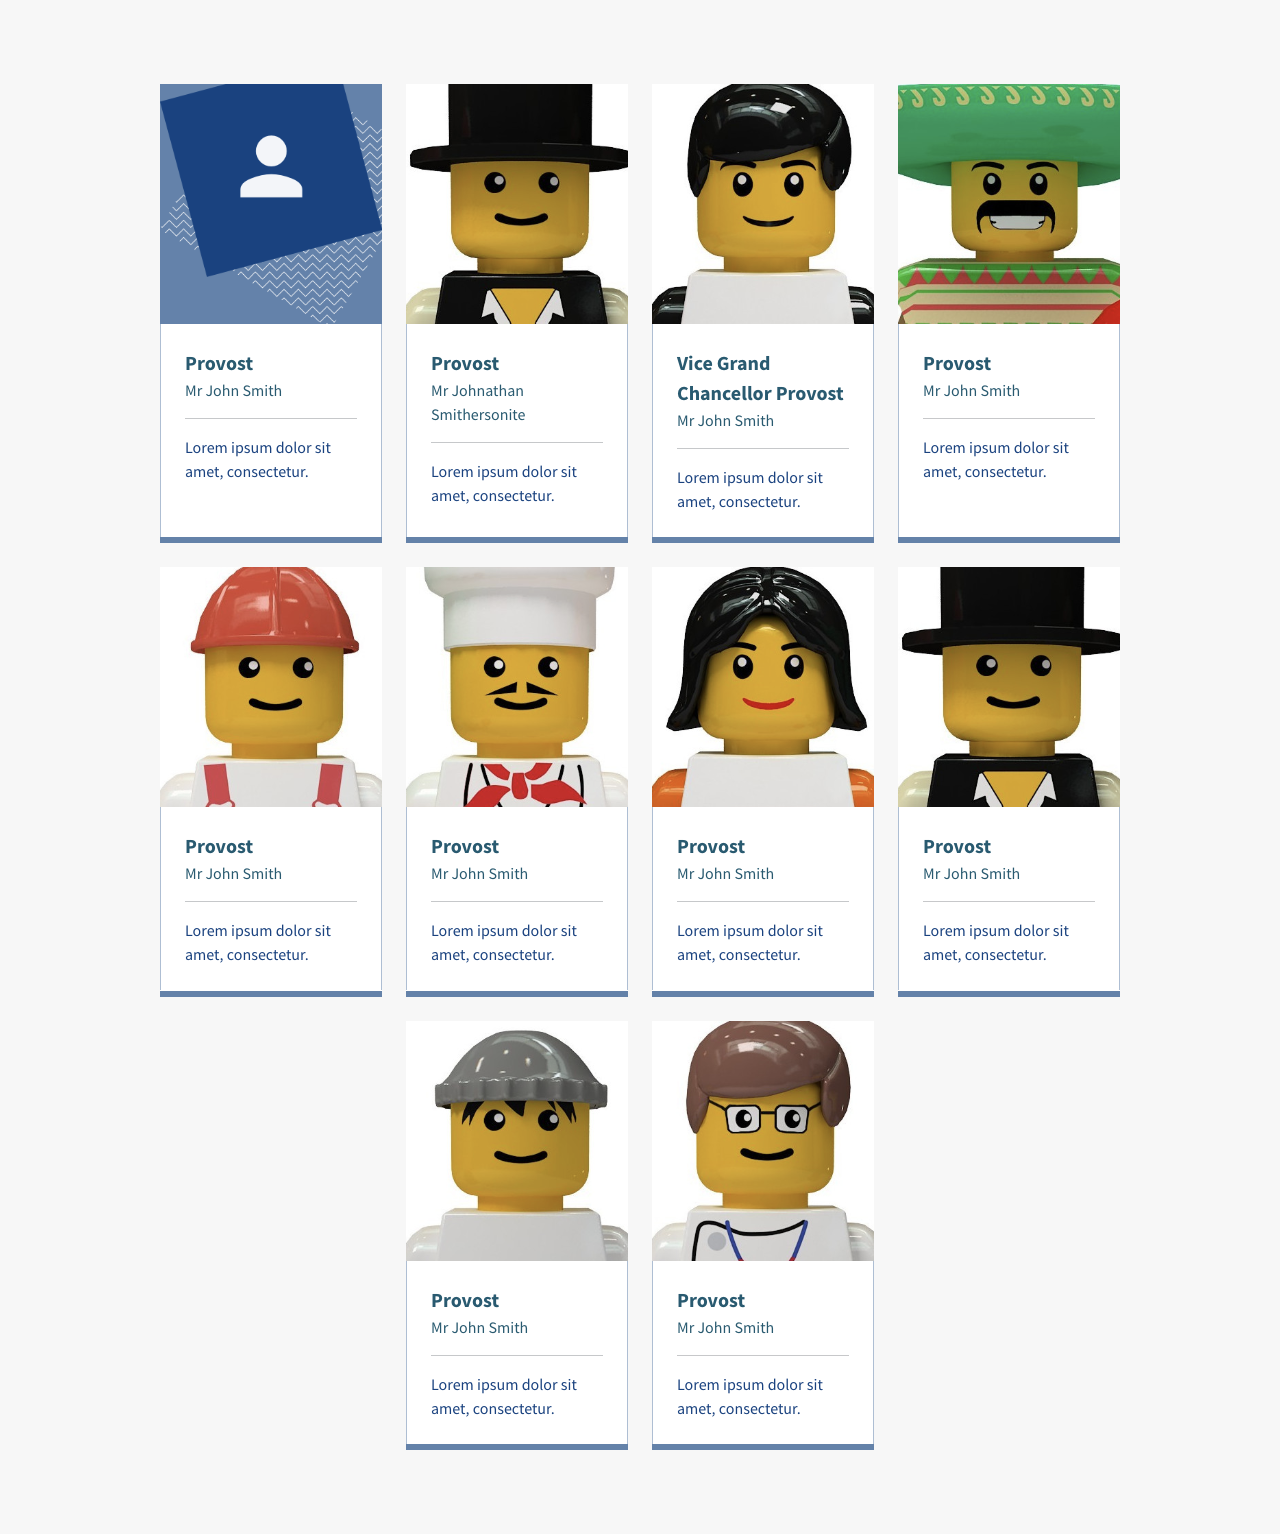 Provost
Mr John Smith
Lorem ipsum dolor sit
amet, consectetur.
Provost
Mr Johnathan
Smithersonite
Lorem ipsum dolor sit
amet, consectetur.
Vice Grand
Chancellor Provost
Mr John Smith
Lorem ipsum dolor sit
amet, consectetur.
Provost
Mr John Smith
Lorem ipsum dolor sit
amet, consectetur.
Provost
Mr John Smith
Lorem ipsum dolor sit
amet, consectetur.
Provost
Mr John Smith
Lorem ipsum dolor sit
amet, consectetur.
Provost
Mr John Smith
Lorem ipsum dolor sit
amet, consectetur.
Provost
Mr John Smith
Lorem ipsum dolor sit
amet, consectetur.
Provost
Mr John Smith
Lorem ipsum dolor sit
amet, consectetur.
Provost
Mr John Smith
Lorem ipsum dolor sit
amet, consectetur.